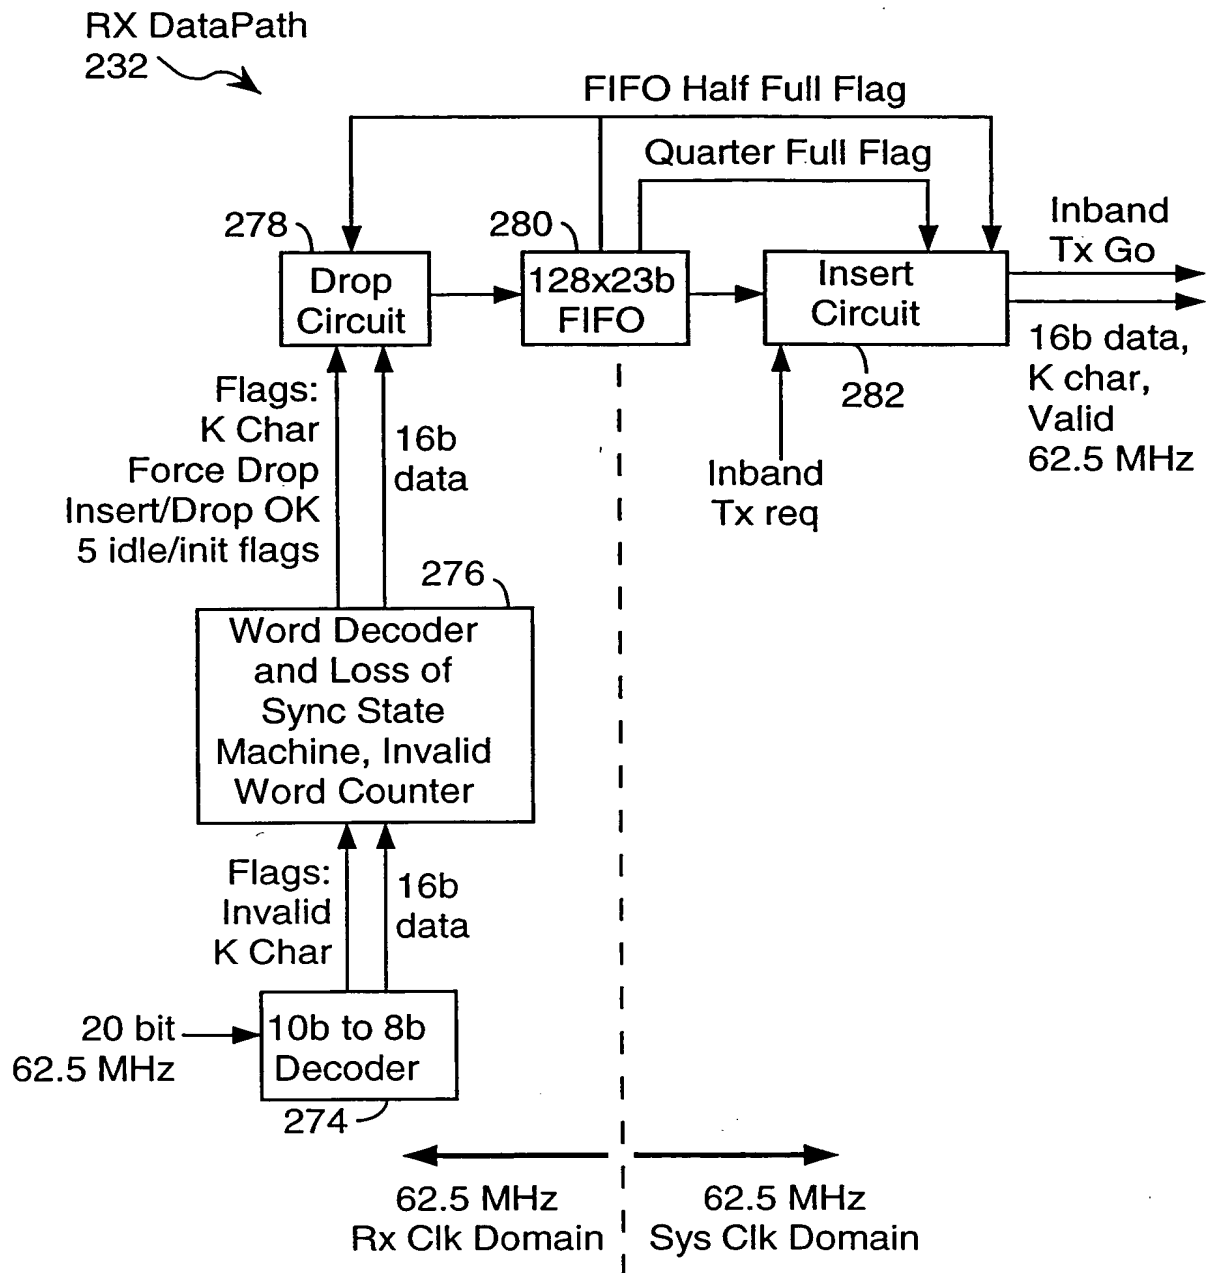 RX DataPath
232
FIFO Half Full Flag
Quarter Full Flag
278
280
Inband
Tx Go
Drop
Circuit
128x23b
FIFO
Insert
Circuit
282
16b data,
K char,
Valid
62.5 MHz
Flags:
K Char
Force Drop
Insert/Drop OK
5 idle/init flags
16b
data
Inband
Tx req
276
Word Decoder
and Loss of
Sync State
Machine, Invalid
Word Counter
Flags:
Invalid
K Char
16b
data
20 bit
62.5 MHz
10b to 8b
Decoder
274
62.5 MHz
Rx Clk Domain
62.5 MHz
Sys Clk Domain